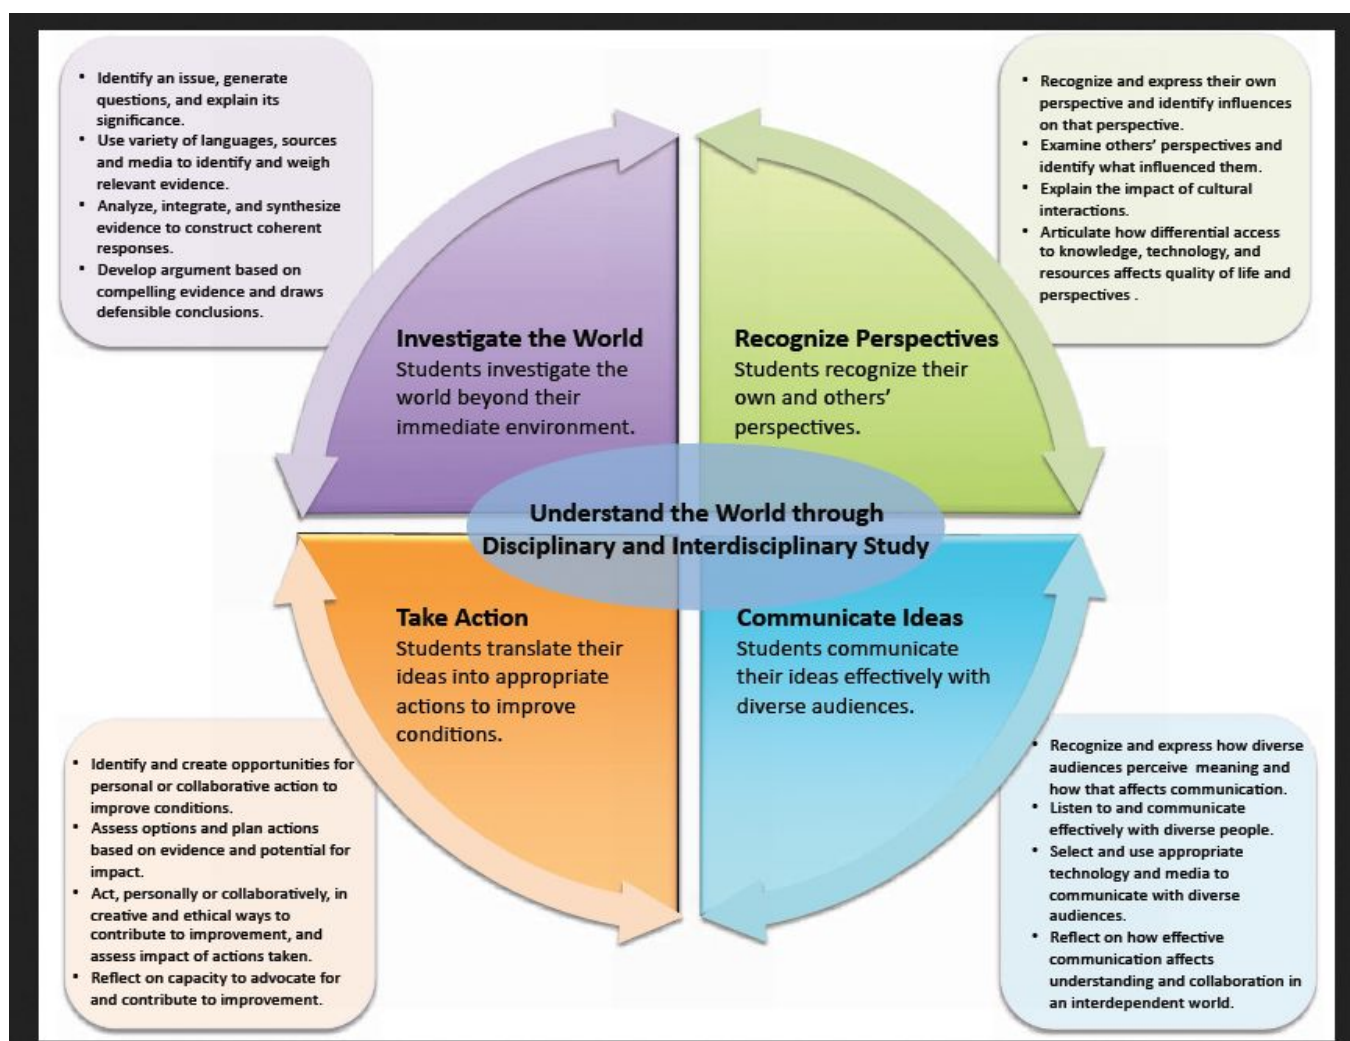 • Identify an issue, generate
questions, and explain its
significance.
• Use variety of languages, sources
and media to identify and weigh
relevant evidence.
• Analyze, integrate, and synthesize
evidence to construct coherent
responses.
• Develop argument based on
compelling evidence and draws
defensible conclusions.
• Recognize and express their own
perspective and identify influences
on that perspective.
• Examine others' perspectives and
identify what influenced them.
• Explain the impact of cultural
interactions.
• Articulate how differential access
to knowledge, technology, and
resources affects quality of life and
perspectives .
Investigate the World
Students investigate the
world beyond their
immediate environment.
Recognize Perspectives
Students recognize their
own and others'
perspectives.
Understand the World through
Disciplinary and Interdisciplinary Study
Take Action
Students translate their
ideas into appropriate
actions to improve
conditions.
Communicate Ideas
Students communicate
their ideas effectively with
diverse audiences.
• Identify and create opportunities for
personal or collaborative action to
improve conditions.
• Assess options and plan actions
based on evidence and potential for
impact.
• Act, personally or collaboratively, in
creative and ethical ways to
contribute to improvement, and
assess impact of actions taken.
• Reflect on capacity to advocate for
and contribute to improvement.
• Recognize and express how diverse
audiences perceive meaning and
how that affects communication.
• Listen to and communicate
effectively with diverse people.
• Select and use appropriate
technology and media to
communicate with diverse
audiences.
• Reflect on how effective
communication affects
understanding and collaboration in
an interdependent world.